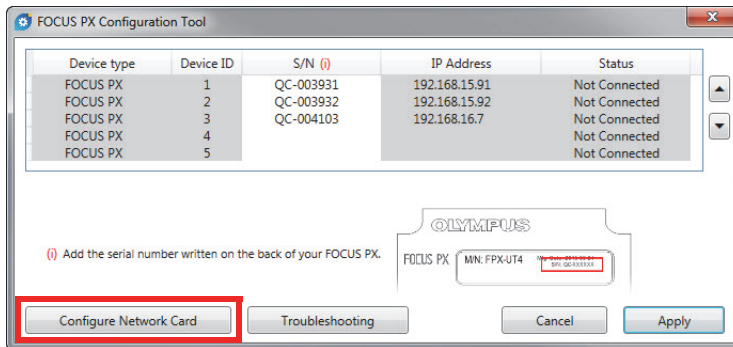 FOCUS PX Configuration Tool
Device type Device ID S/N (i) IP Address Status
FOCUS PX 1 QC-003931 192.168.15.91 Not Connected
FOCUS PX 2 QC-003932 192.168.15.92 Not Connected
FOCUS PX 3 QC-004103 192.168.16.7 Not Connected
FOCUS PX 4 Not Connected
FOCUS PX 5 Not Connected
OLYMPUS
(i) Add the serial number written on the back of your FOCUS PX.
FOCUS PX M/N: FPX-UT4
S/N: QC-XXXXXX
Configure Network Card Troubleshooting Cancel Apply